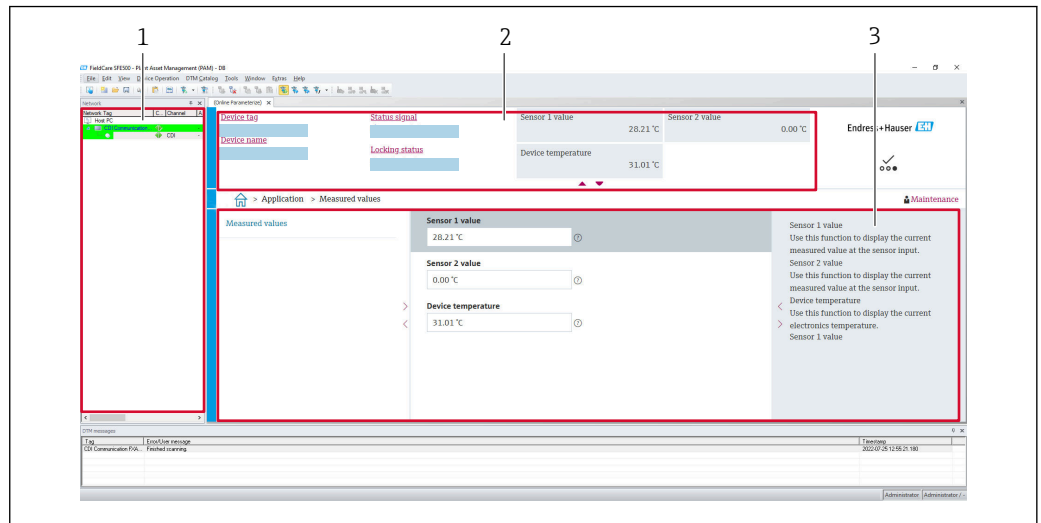 1 2 3
FieldCare SFE500 - Plant Asset Management (PAM) - DB
File Edit View Device Operation DTM Catalog Tools Window Extras Help
Network
(Online Parameterize)
Network Tag C... Channel A
Host PC
CDI Communication
CDI
Device tag
Device name
Status signal
Locking status
Sensor 1 value
28.21 °C
Sensor 2 value
0.00 °C
Device temperature
31.01 °C
Endress+Hauser EH
> Application > Measured values
Maintenance
Measured values
Sensor 1 value
28.21 °C
Sensor 2 value
0.00 °C
Device temperature
31.01 °C
Sensor 1 value
Use this function to display the current
measured value at the sensor input.
Sensor 2 value
Use this function to display the current
measured value at the sensor input.
Device temperature
Use this function to display the current
electronics temperature.
Sensor 1 value
DTM messages
Tag Error/User message Timestamp
CDI Communication FXA... Finished scanning. 2022-07-25 12:55:21.180
Administrator Administrator / -